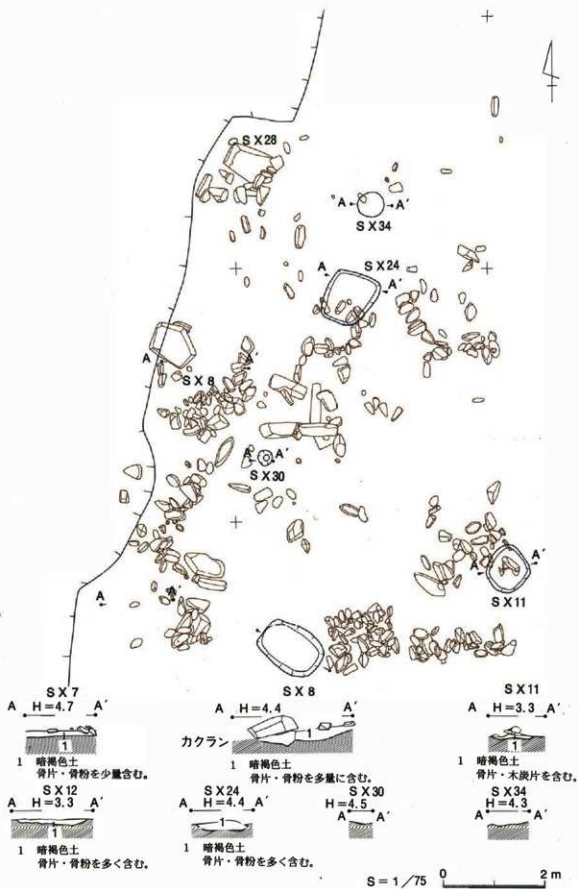 SX28
A A'
SX34
SX24
A A'
A A'
SX8
A A'
SX30
A A'
SX11
A A'
SX7
A H=4.7 A'
1
1 暗褐色土
骨片・骨粉を少量含む。
SX8
A H=4.4 A'
カクラン
1
1 暗褐色土
骨片・骨粉を多量に含む。
SX11
A H=3.3 A'
1
1 暗褐色土
骨片・木炭片を含む。
SX12
A H=3.3 A'
1
1 暗褐色土
骨片・骨粉を多く含む。
SX24
A H=4.4 A'
1
1 暗褐色土
骨片・骨粉を多く含む。
SX30
A H=4.5 A'
SX34
A H=4.3 A'
S=1/75
0 2m